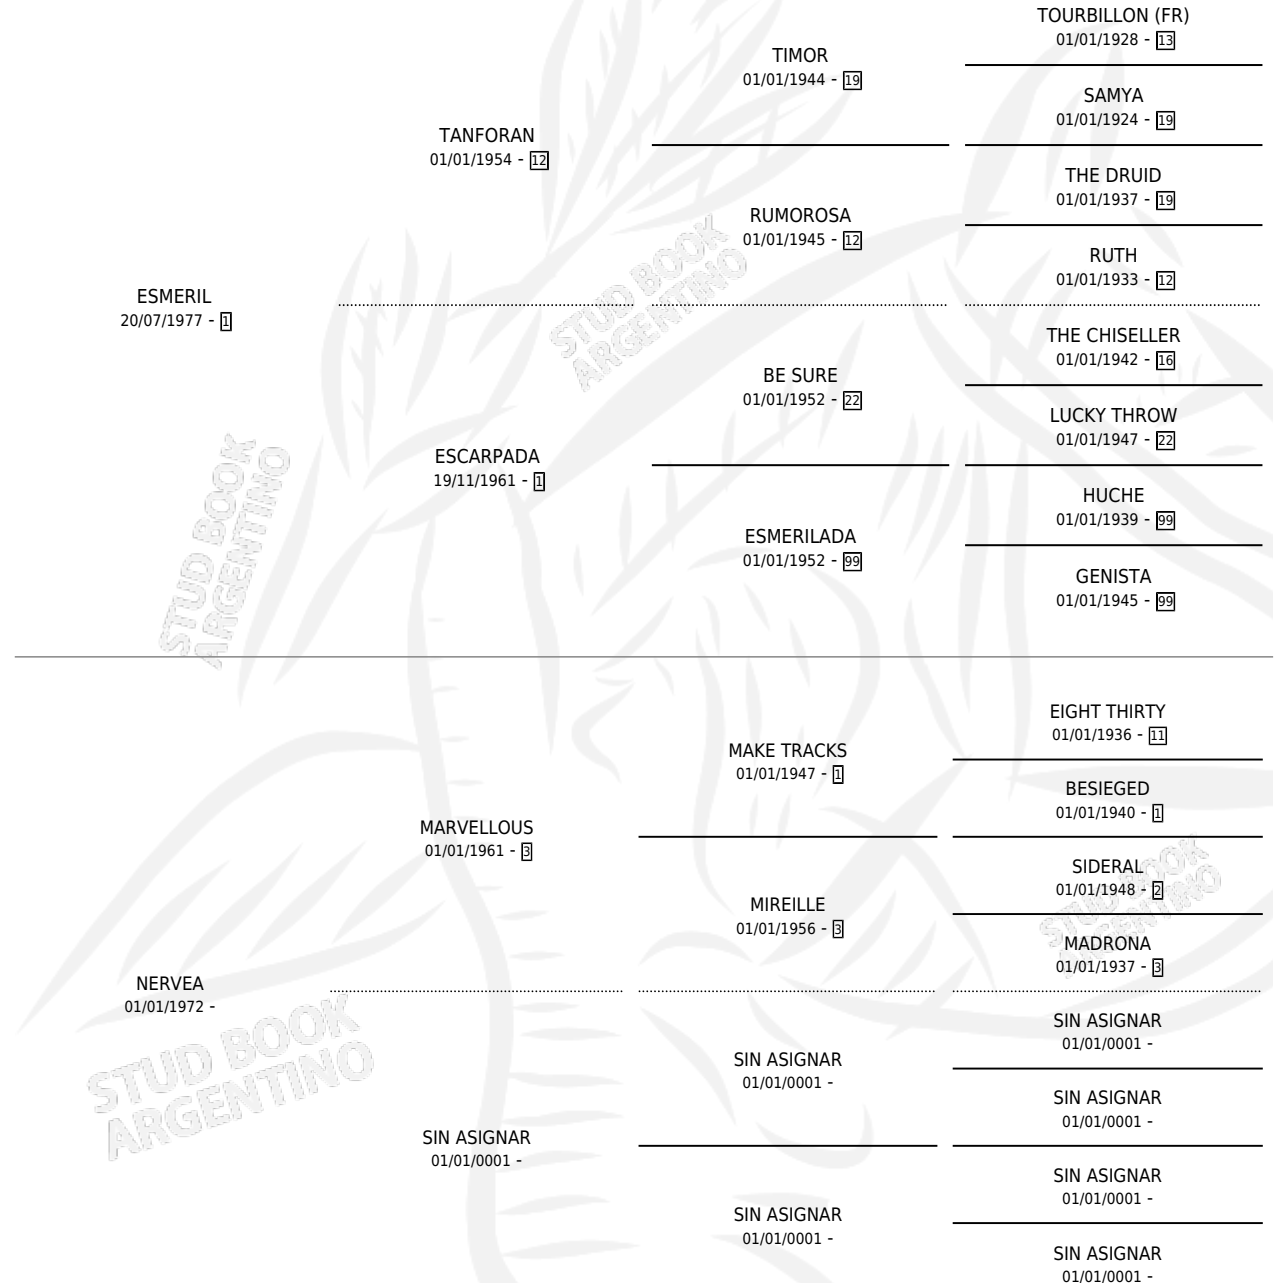 TOURBILLON (FR)
01/01/1928 - 13
TIMOR
01/01/1944 - 19
SAMYA
01/01/1924 - 19
TANFORAN
01/01/1954 - 12
THE DRUID
01/01/1937 - 19
RUMOROSA
01/01/1945 - 12
RUTH
01/01/1933 - 12
ESMERIL
20/07/1977 - 1
STUD BOOK
ARGENTINO
THE CHISELLER
01/01/1942 - 16
BE SURE
01/01/1952 - 22
LUCKY THROW
01/01/1947 - 22
ESCARPADA
19/11/1961 - 1
HUCHE
01/01/1939 - 99
ESMERILADA
01/01/1952 - 99
GENISTA
01/01/1945 - 99
STUD BOOK
ARGENTINO
EIGHT THIRTY
01/01/1936 - 11
MAKE TRACKS
01/01/1947 - 1
BESIEGED
01/01/1940 - 1
MARVELLOUS
01/01/1961 - 3
SIDERAL
01/01/1948 - 2
MIREILLE
01/01/1956 - 3
STUD BOOK
ARGENTINO
MADRONA
01/01/1937 - 3
NERVEA
01/01/1972 -
STUD BOOK
ARGENTINO
SIN ASIGNAR
01/01/0001 -
SIN ASIGNAR
01/01/0001 -
SIN ASIGNAR
01/01/0001 -
SIN ASIGNAR
01/01/0001 -
SIN ASIGNAR
01/01/0001 -
SIN ASIGNAR
01/01/0001 -
SIN ASIGNAR
01/01/0001 -